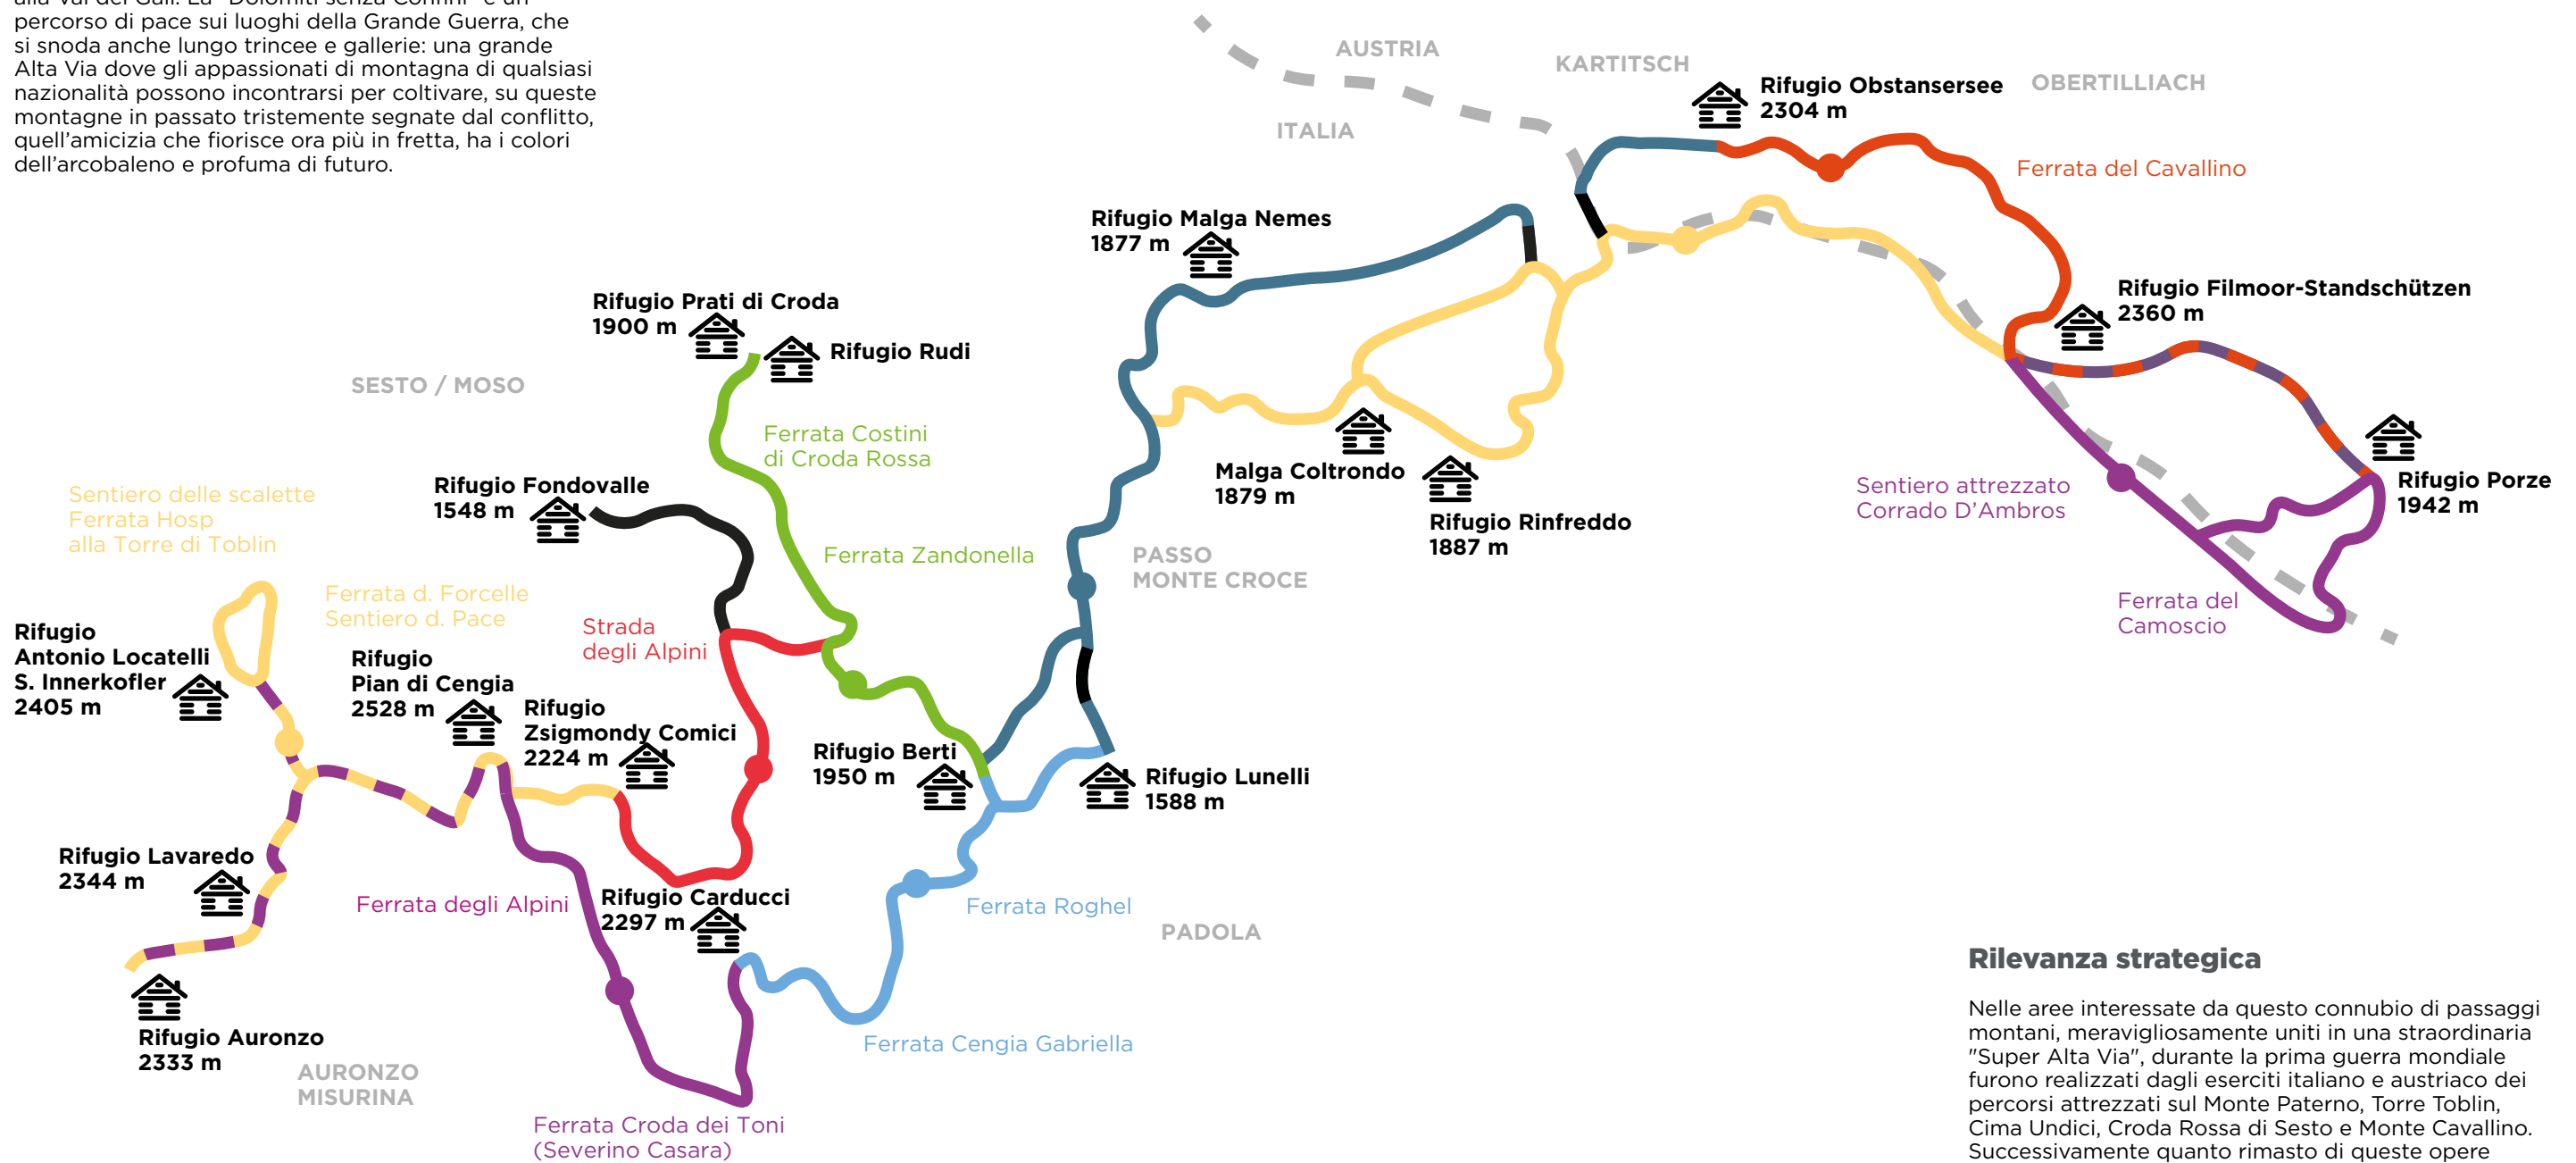 alla Val dei Gall. La "Dolomiti senza Confini" è un
percorso di pace sui luoghi della Grande Guerra, che
si snoda anche lungo trincee e gallerie: una grande
Alta Via dove gli appassionati di montagna di qualsiasi
nazionalità possono incontrarsi per coltivare, su queste
montagne in passato tristemente segnate dal conflitto,
quell'amicizia che fiorisce ora più in fretta, ha i colori
dell'arcobaleno e profuma di futuro.
AUSTRIA
KARTITSCH
ITALIA
Rifugio Obstansersee
2304 m
OBERTILLIACH
Ferrata del Cavallino
Rifugio Malga Nemes
1877 m
Rifugio Prati di Croda
1900 m
Rifugio Rudi
Rifugio Filmoor-Standschützen
2360 m
SESTO / MOSO
Ferrata Costini
di Croda Rossa
Rifugio Fondovalle
1548 m
Malga Coltrondo
1879 m
Rifugio Rinfreddo
1887 m
Sentiero attrezzato
Corrado D'Ambros
Rifugio Porze
1942 m
Sentiero delle scalette
Ferrata Hosp
alla Torre di Toblin
Ferrata Zandonella
PASSO
MONTE CROCE
Ferrata d. Forcelle
Sentiero d. Pace
Strada
degli Alpini
Ferrata del
Camoscio
Rifugio
Antonio Locatelli
S. Innerkofler
2405 m
Rifugio
Pian di Cengia
2528 m
Rifugio
Zsigmondy Comici
2224 m
Rifugio Berti
1950 m
Rifugio Lunelli
1588 m
Rifugio Lavaredo
2344 m
Ferrata degli Alpini
Rifugio Carducci
2297 m
Ferrata Roghel
PADOLA
Rifugio Auronzo
2333 m
AURONZO
MISURINA
Ferrata Cengia Gabriella
Ferrata Croda dei Toni
(Severino Casara)
Rilevanza strategica
Nelle aree interessate da questo connubio di passaggi
montani, meravigliosamente uniti in una straordinaria
"Super Alta Via", durante la prima guerra mondiale
furono realizzati dagli eserciti italiano e austriaco dei
percorsi attrezzati sul Monte Paterno, Torre Toblin,
Cima Undici, Croda Rossa di Sesto e Monte Cavallino.
Successivamente quanto rimasto di queste opere